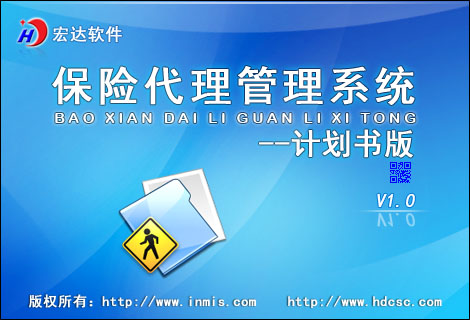 宏达软件
保险代理管理系统
BAO XIAN DAI LI GUAN LI XI TONG
--计划书版
V1.0
版权所有：http://www.inmis.com http://www.hdcsc.com